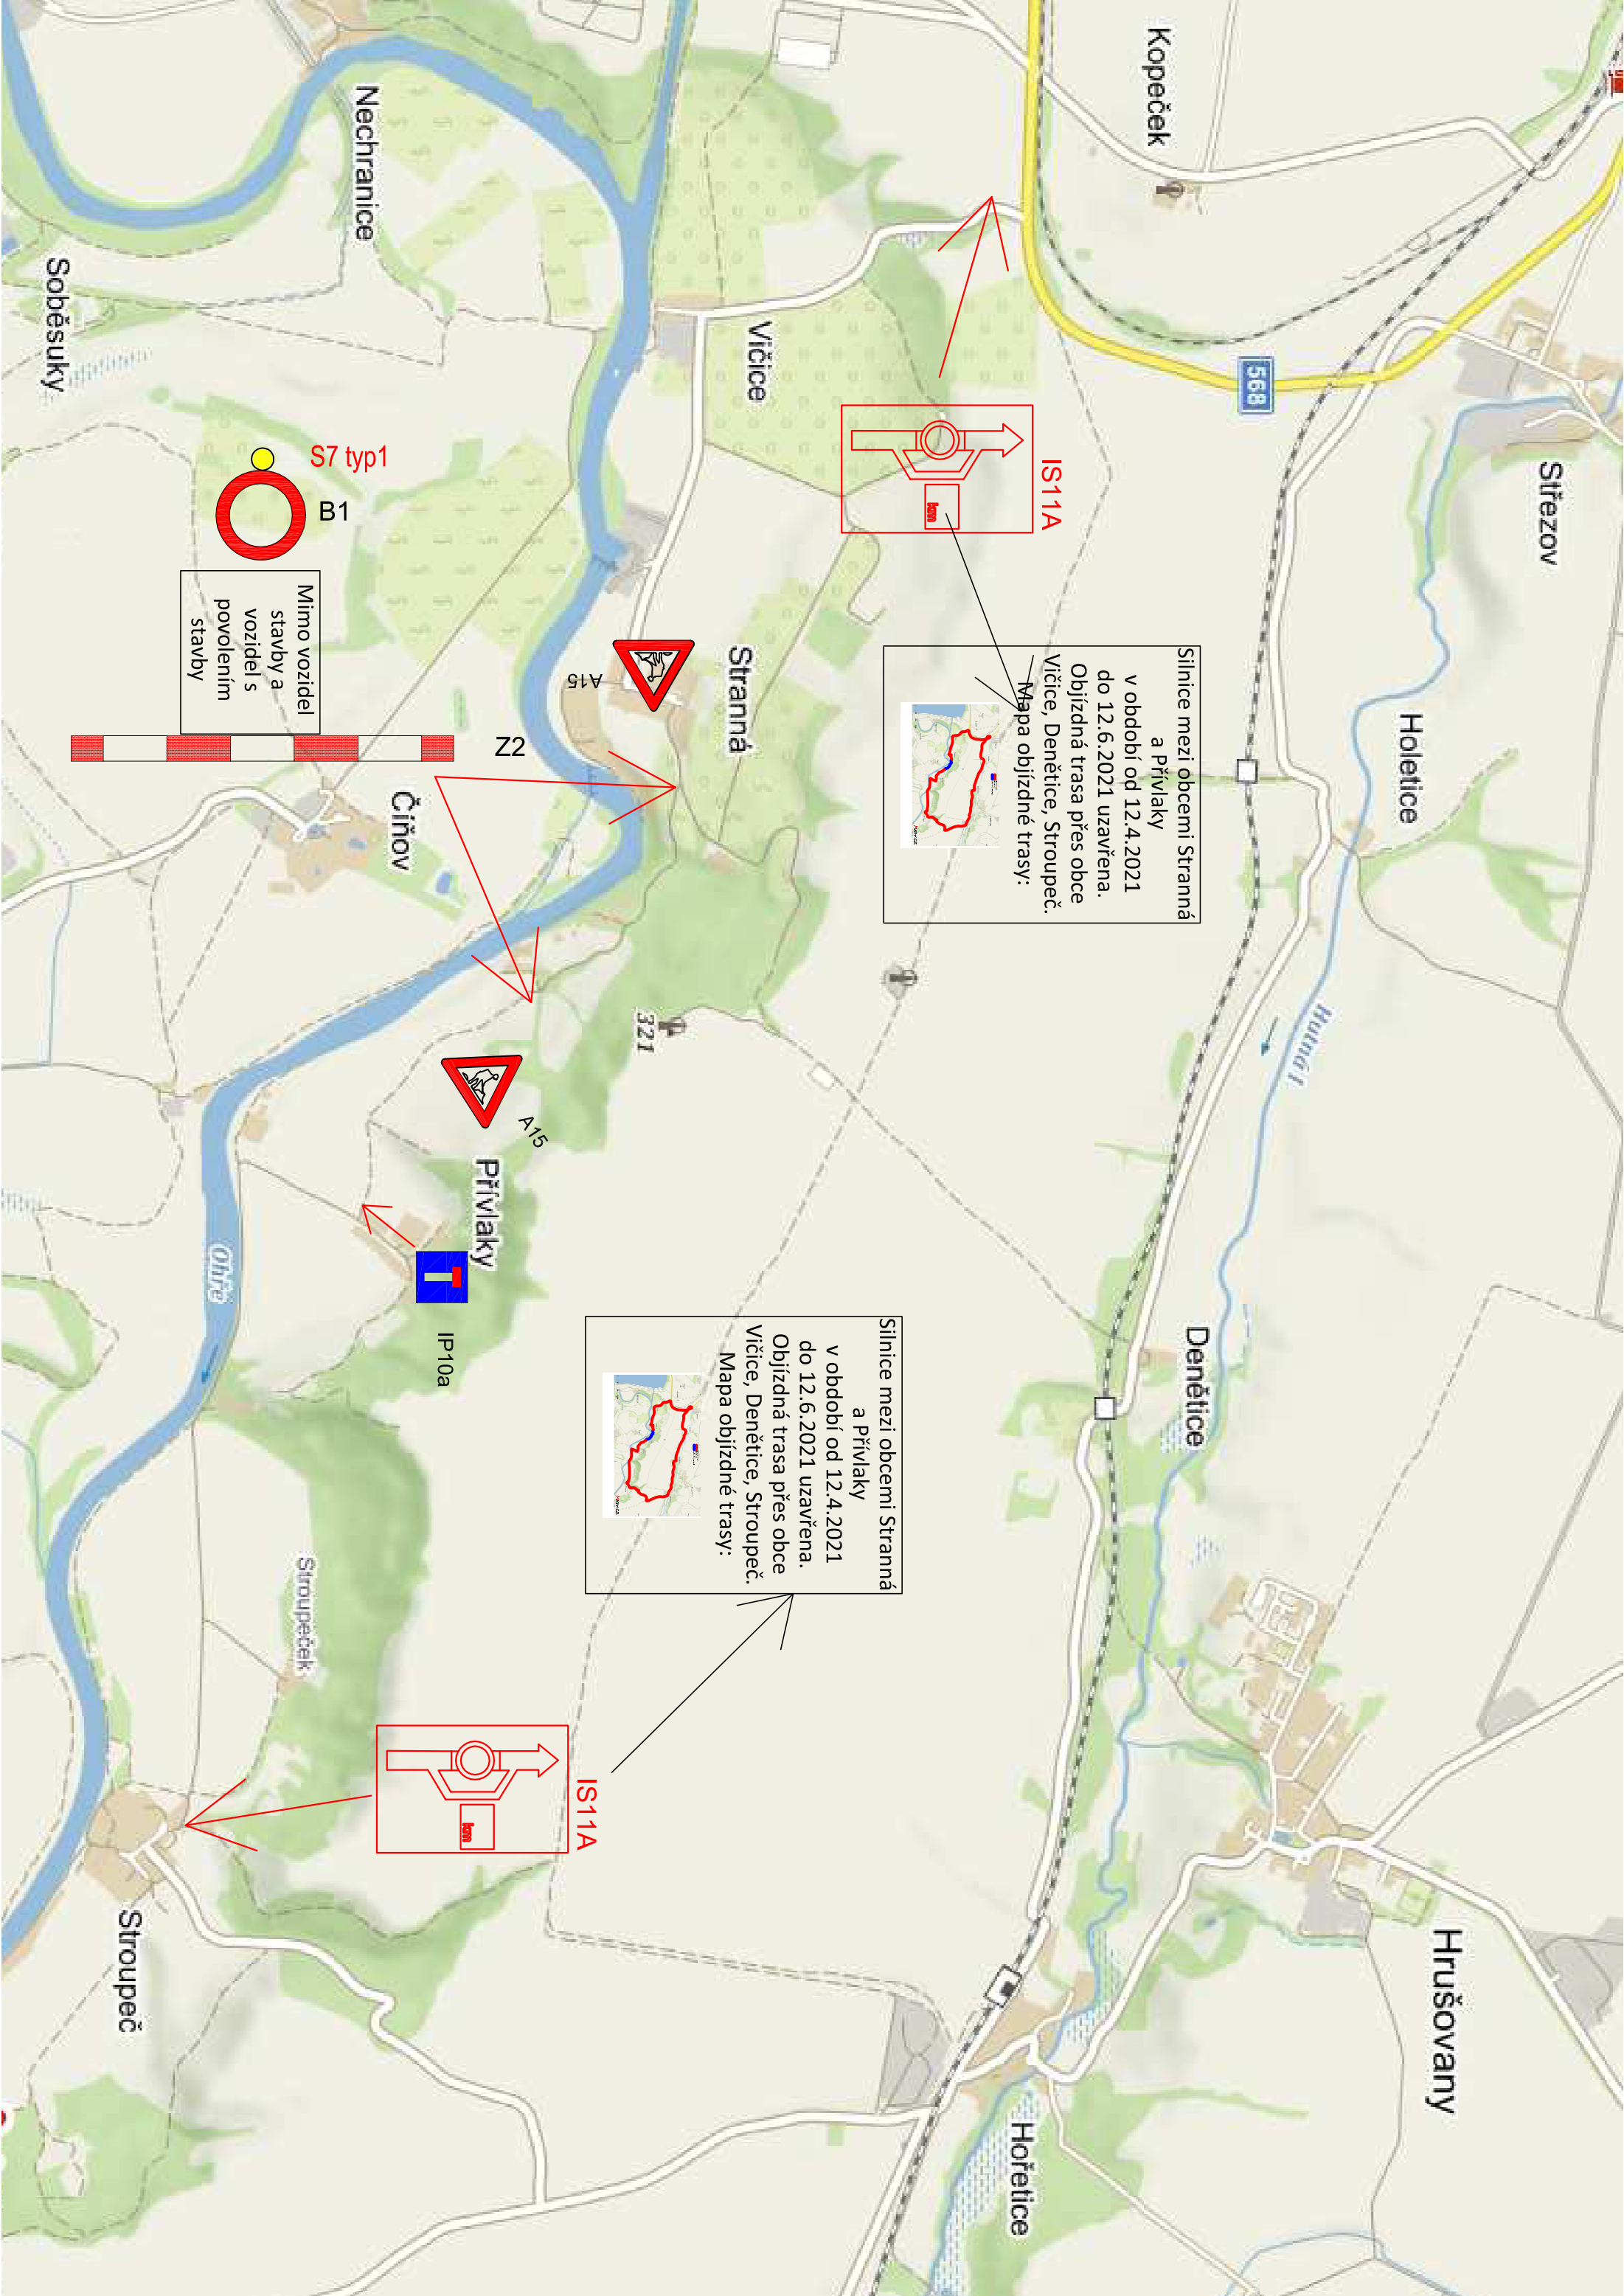 Střezov
Kopeček
568
Holetice
Hutná I
Hrušovany
Denětice
Hořetice
IS11A
km
Silnice mezi obcemi Stranná
a Přívlaky
v období od 12.4.2021
do 12.6.2021 uzavřena.
Objízdná trasa přes obce
Vičice, Denětice, Stroupeč.
Mapa objízdné trasy:
Vičice
Stranná
A15
321
Silnice mezi obcemi Stranná
a Přívlaky
v období od 12.4.2021
do 12.6.2021 uzavřena.
Objízdná trasa přes obce
Vičice, Denětice, Stroupeč.
Mapa objízdné trasy:
IS11A
km
A15
Přívlaky
IP10a
Nechranice
Soběsuky
S7 typ1
B1
Mimo vozidel
stavby a
vozidel s
povolením
stavby
Z2
Číňov
Ohře
Stroupeček
Stroupeč